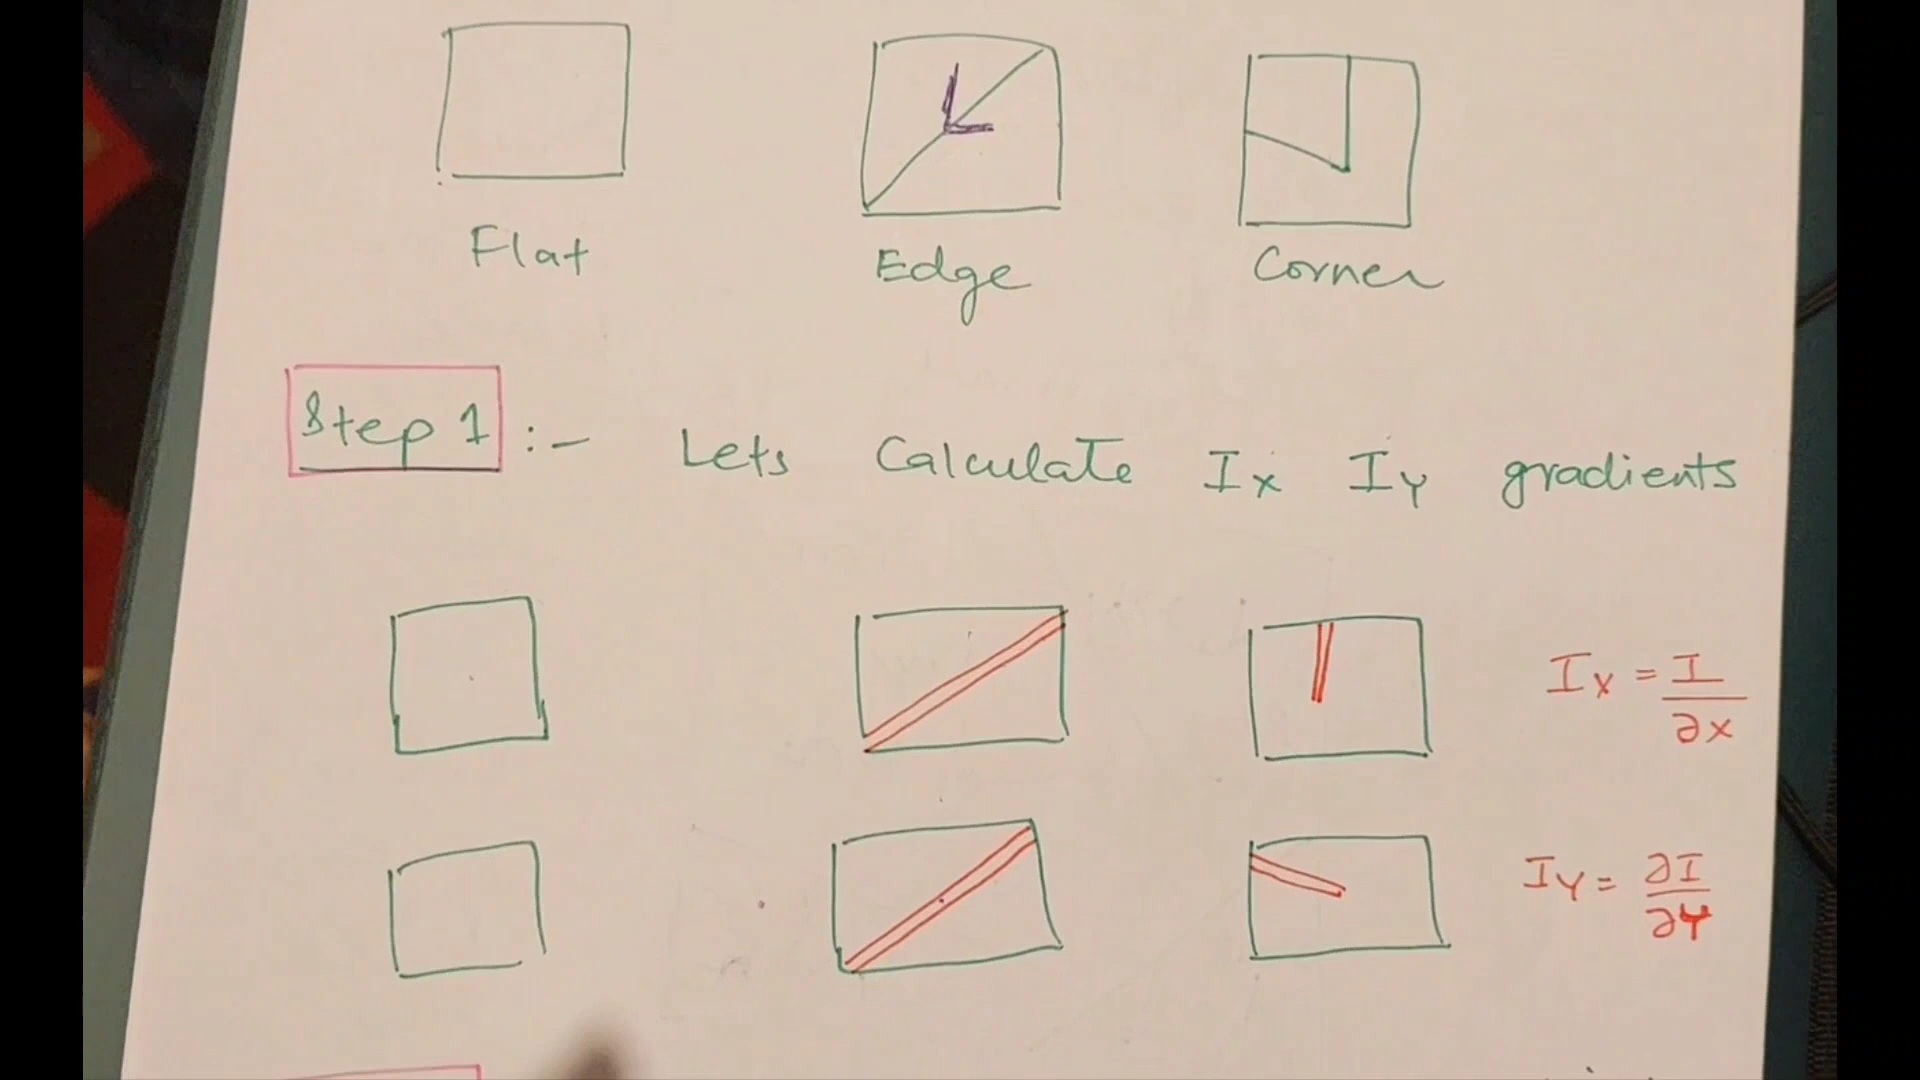 Flat Edge Corner
Step 1 :- Lets Calculate Ix Iy gradients
Ix = I/∂x
Iy = ∂I/∂y